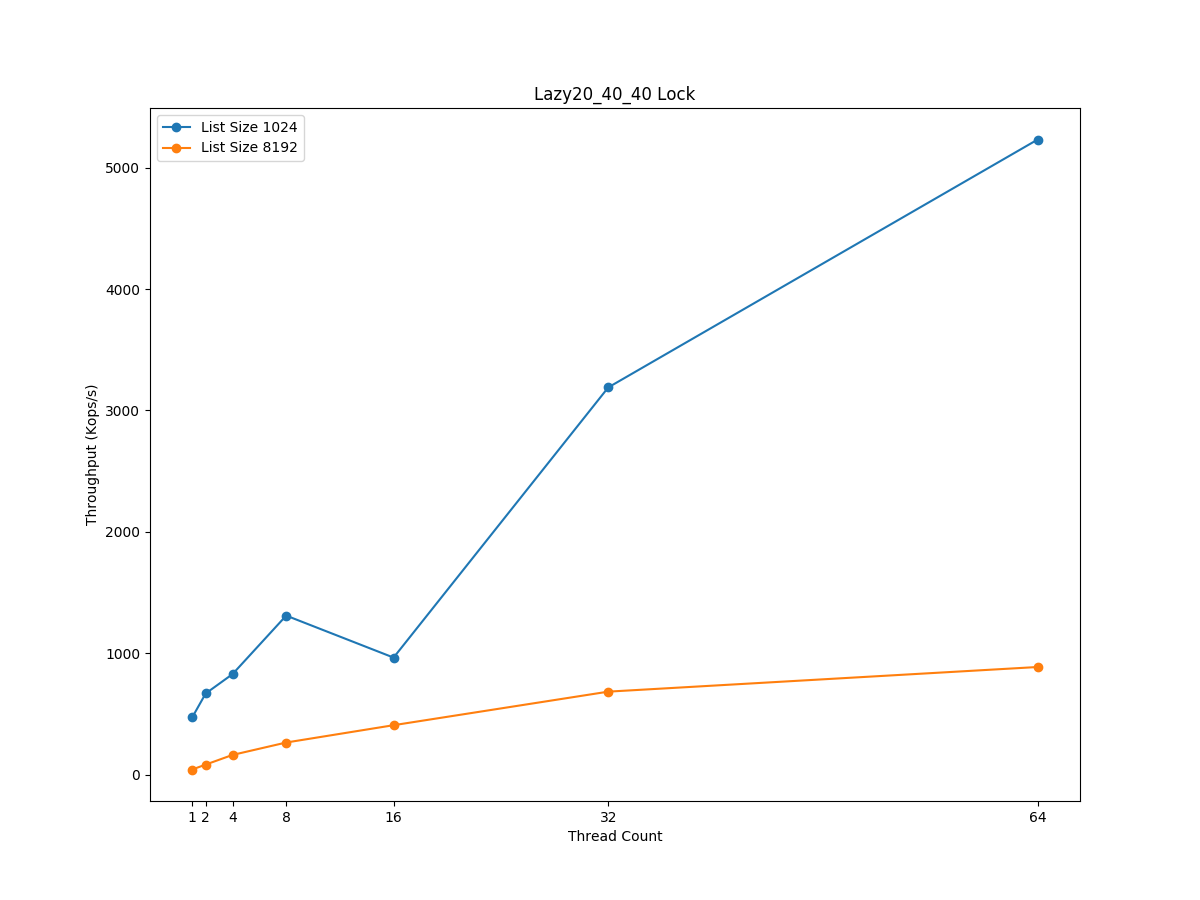 Lazy20_40_40 Lock
List Size 1024
List Size 8192
Throughput (Kops/s)
5000
4000
3000
2000
1000
0
1 2 4 8 16 32 64
Thread Count